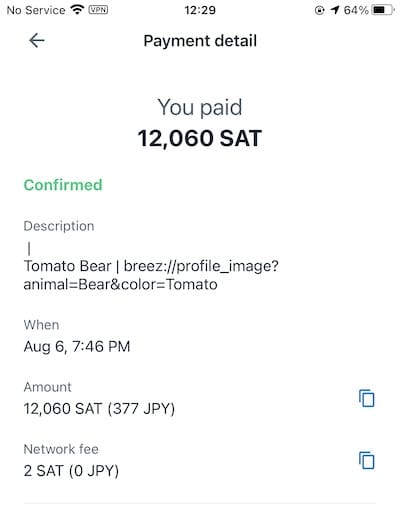 No Service VPN 12:29 64%
Payment detail
You paid
12,060 SAT
Confirmed
Description
|
Tomato Bear | breez://profile_image?
animal=Bear&color=Tomato
When
Aug 6, 7:46 PM
Amount
12,060 SAT (377 JPY)
Network fee
2 SAT (0 JPY)